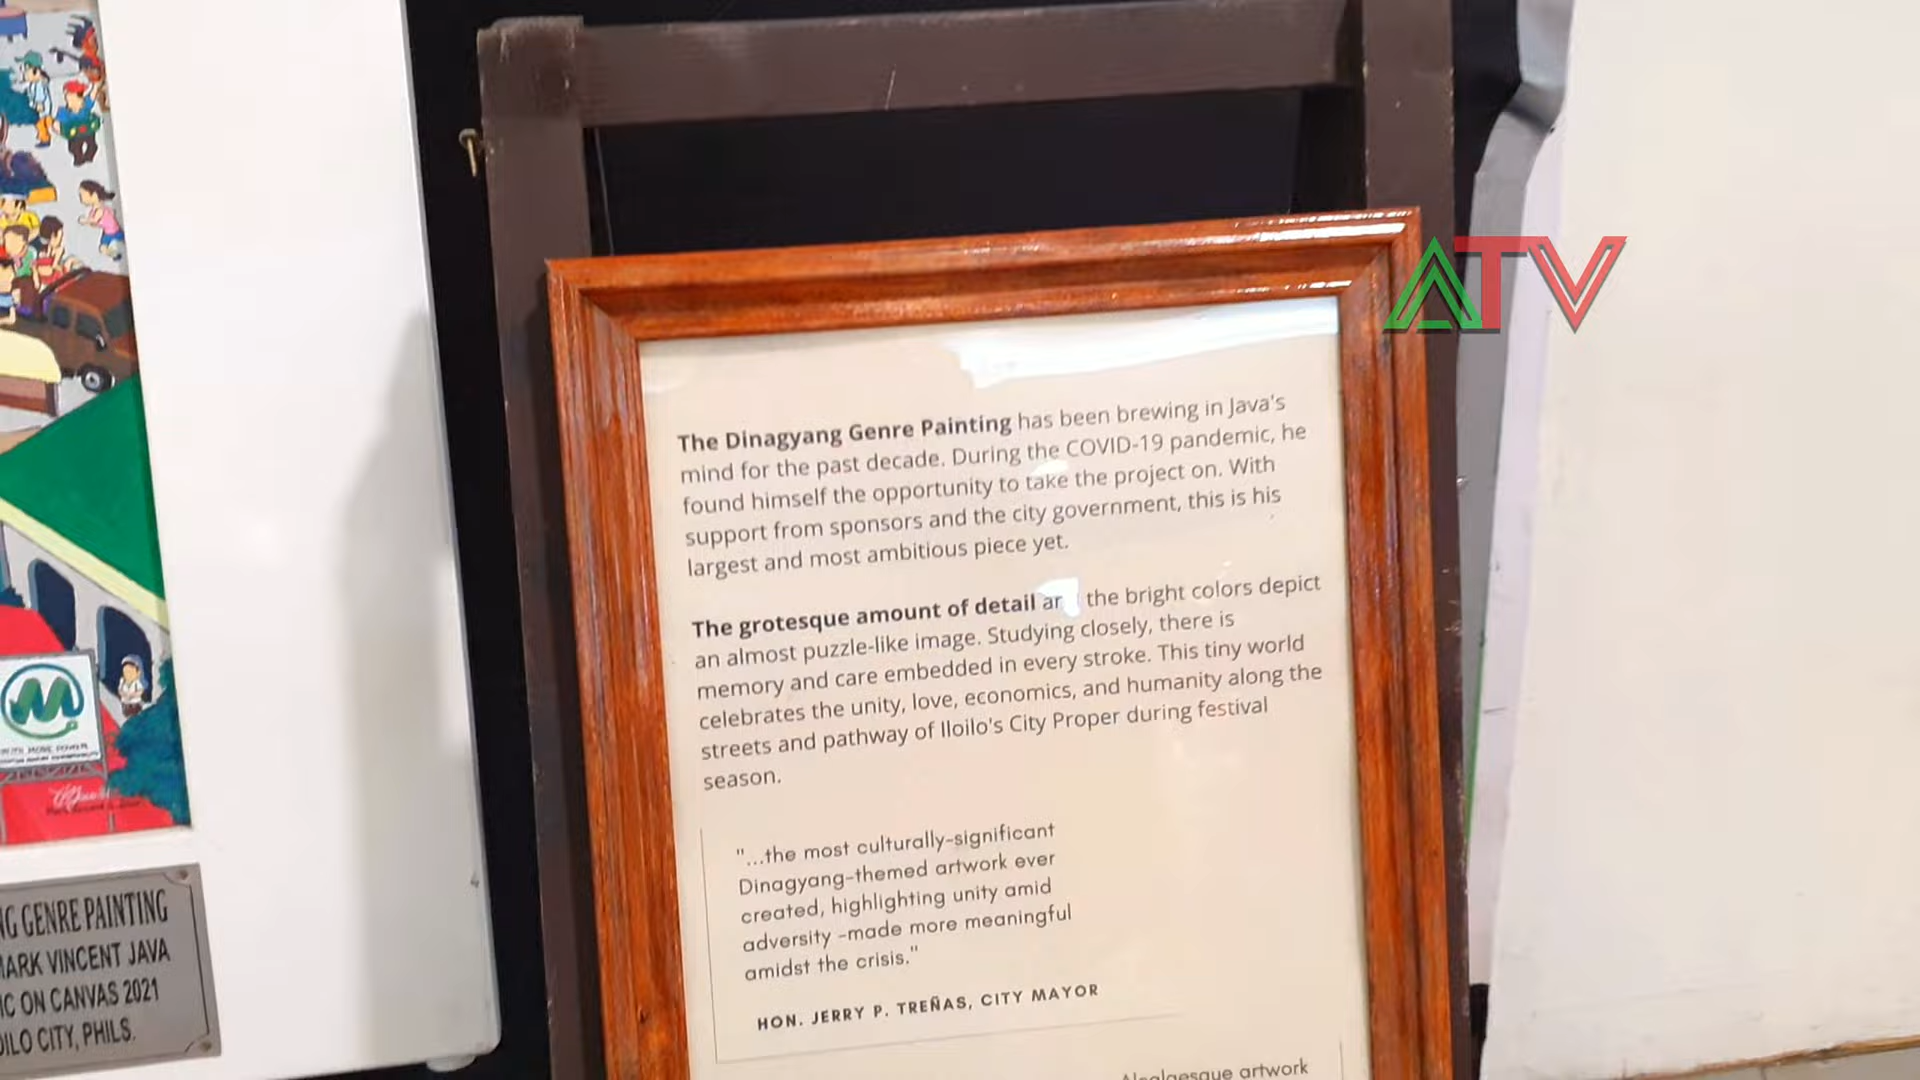 ATV
The Dinagyang Genre Painting has been brewing in Java's
mind for the past decade. During the COVID-19 pandemic, he
found himself the opportunity to take the project on. With
support from sponsors and the city government, this is his
largest and most ambitious piece yet.
The grotesque amount of detail the bright colors depict
an almost puzzle-like image. Studying closely, there is
memory and care embedded in every stroke. This tiny world
celebrates the unity, love, economics, and humanity along the
streets and pathway of Iloilo's City Proper during festival
season.
"...the most culturally-significant
Dinagyang-themed artwork ever
created, highlighting unity amid
adversity -made more meaningful
amidst the crisis."
HON. JERRY P. TREÑAS, CITY MAYOR
artwork
GENRE PAINTING
MARK VINCENT JAVA
ON CANVAS 2021
CITY, PHILS.